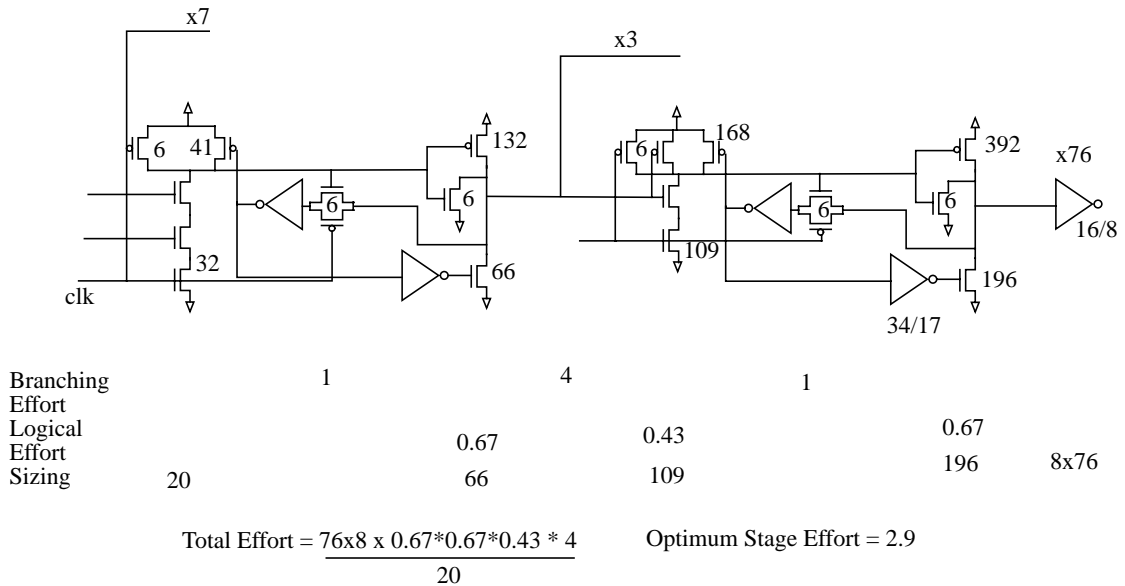 x7
x3
6
41
132
6
168
392
x76
6
6
6
6
16/8
32
66
109
196
clk
34/17
1
4
1
Branching
Effort
Logical
Effort
0.67
0.43
0.67
Sizing
20
66
109
196
8x76
Total Effort = 76x8 x 0.67*0.67*0.43 * 4
20
Optimum Stage Effort = 2.9